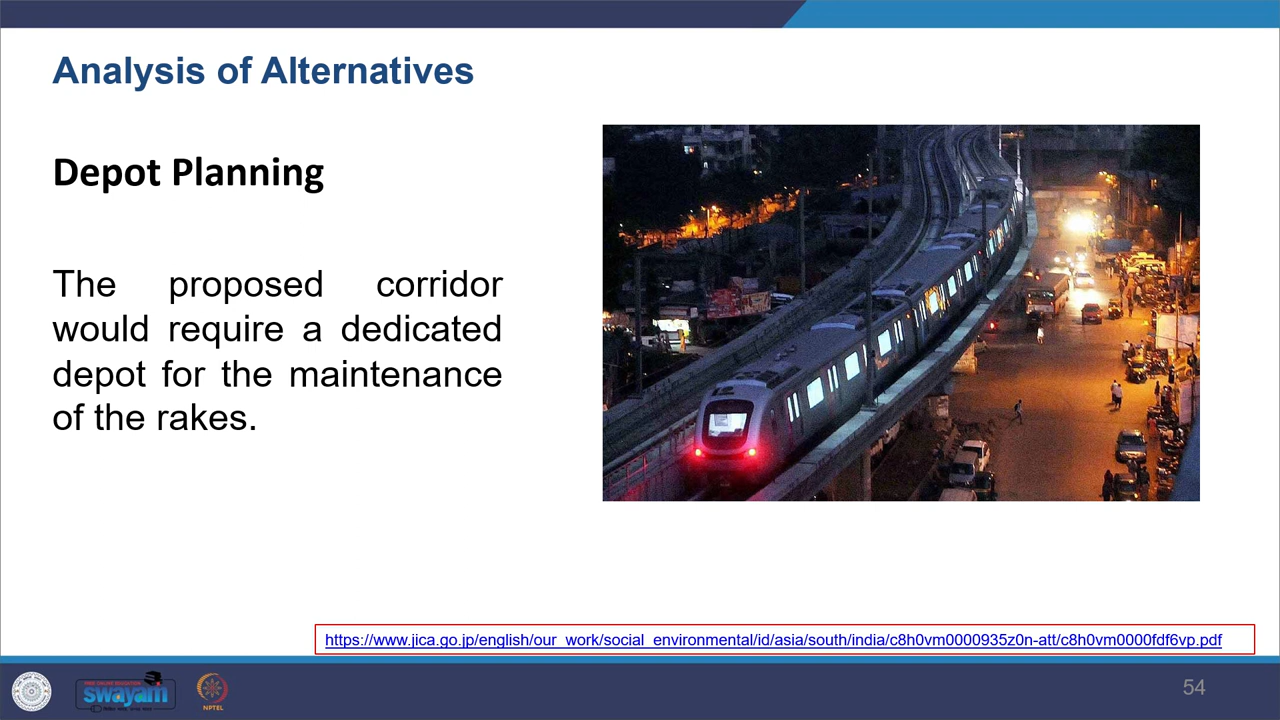 Analysis of Alternatives
Depot Planning
The proposed corridor
would require a dedicated
depot for the maintenance
of the rakes.
https://www.jica.go.jp/english/our_work/social_environmental/id/asia/south/india/c8h0vm0000935z0n-att/c8h0vm0000fdf6vp.pdf
swayam
NPTEL
54